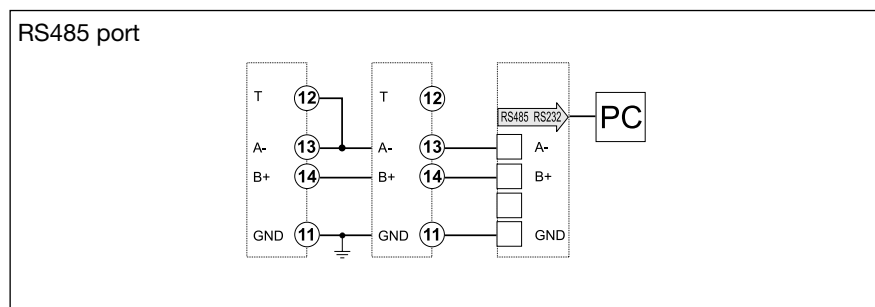 RS485 port
T 12 T 12
RS485 RS232 PC
A- 13 A- 13 A-
B+ 14 B+ 14 B+
GND 11 GND 11 GND